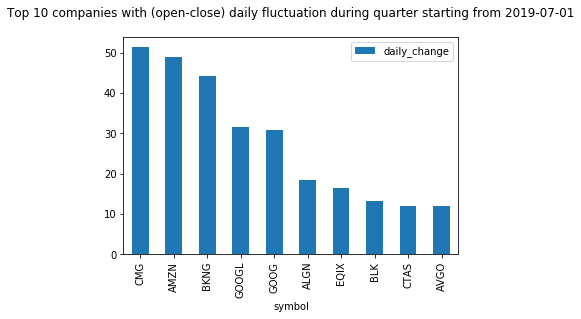 Top 10 companies with (open-close) daily fluctuation during quarter starting from 2019-07-01
daily_change
50
40
30
20
10
0
CMG
AMZN
BKNG
GOOGL
GOOG
ALGN
EQIX
BLK
CTAS
AVGO
symbol